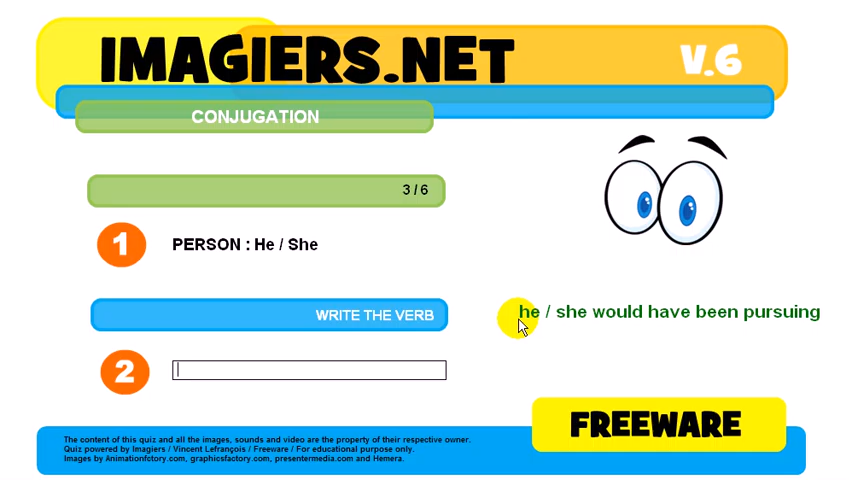 IMAGIERS.NET
V.6
CONJUGATION
3 / 6
1
PERSON : He / She
WRITE THE VERB
he / she would have been pursuing
2
FREEWARE
The content of this quiz and all the images, sounds and video are the property of their respective owner.
Quiz powered by Imagiers / Vincent Lefrançois / Freeware / For educational purpose only.
Images by Animationfotory.com, graphicsfactory.com, presentermedia.com and Hemera.